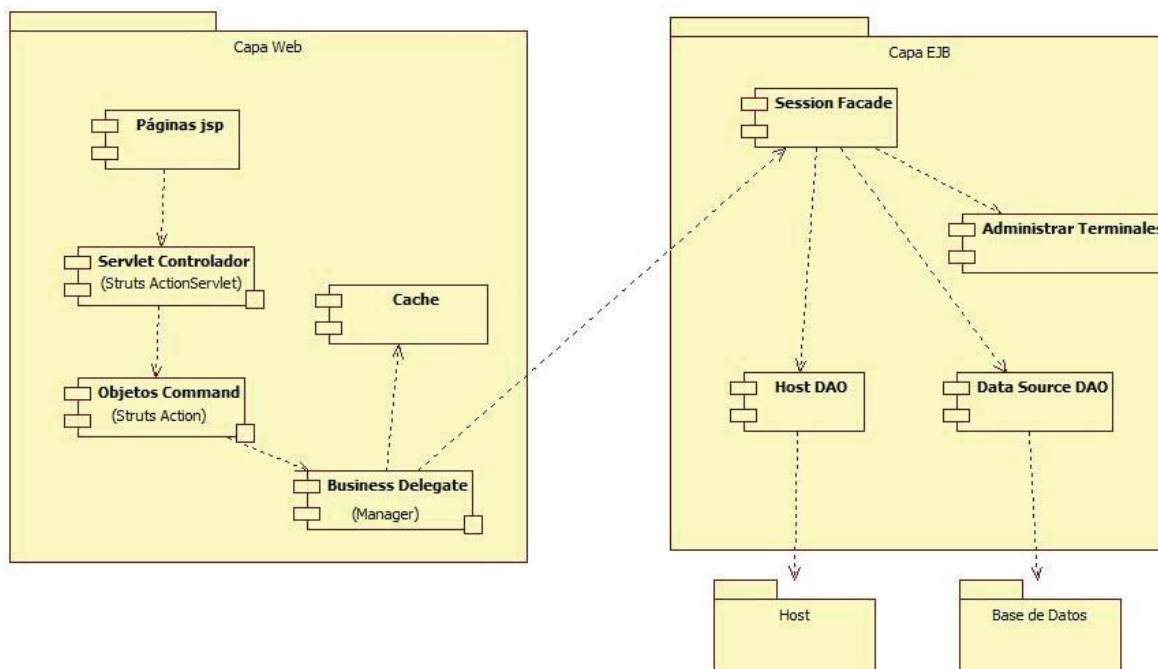 Capa Web
Páginas jsp
Servlet Controlador
(Struts ActionServlet)
Cache
Objetos Command
(Struts Action)
Business Delegate
(Manager)
Capa EJB
Session Facade
Administrar Terminales
Host DAO
Data Source DAO
Host
Base de Datos